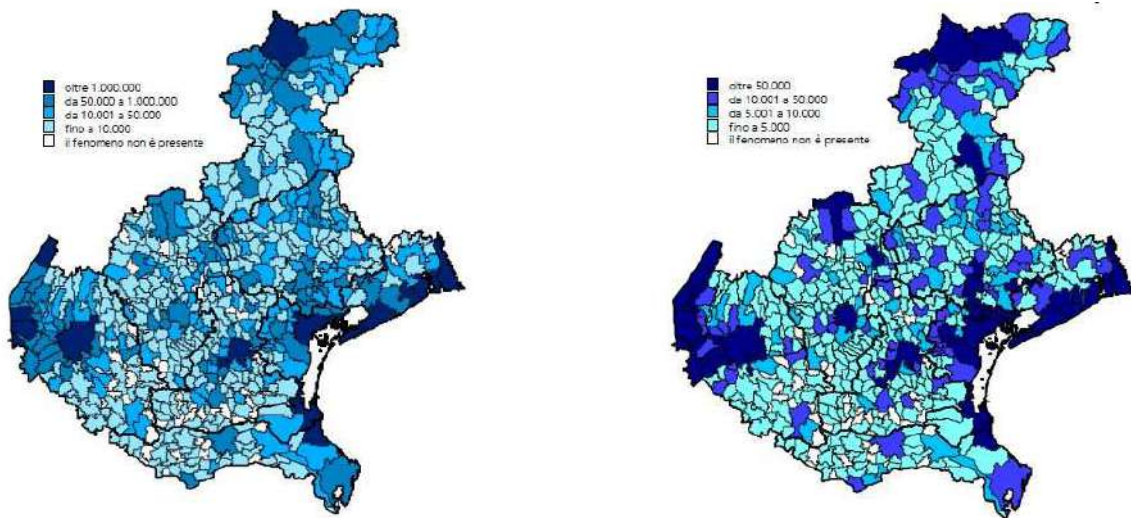 oltre 1.000.000
da 50.000 a 1.000.000
da 10.001 a 50.000
fino a 10.000
il fenomeno non è presente
oltre 50.000
da 10.001 a 50.000
da 5.001 a 10.000
fino a 5.000
il fenomeno non è presente